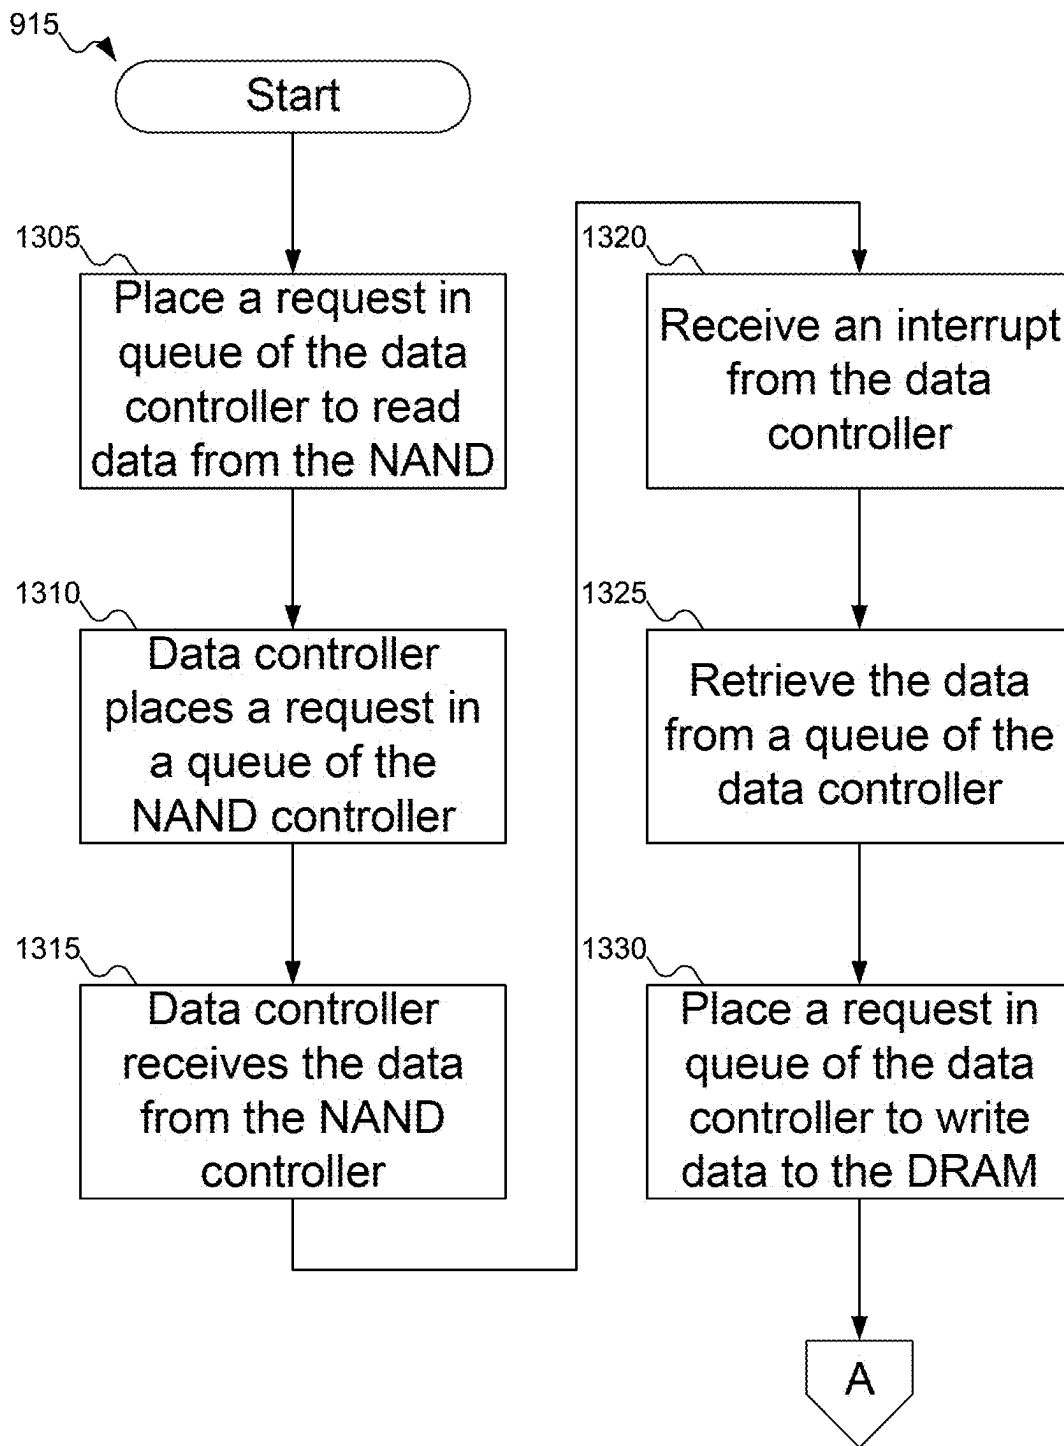 915
Start
1305
Place a request in
queue of the data
controller to read
data from the NAND
1310
Data controller
places a request in
a queue of the
NAND controller
1315
Data controller
receives the data
from the NAND
controller
1320
Receive an interrupt
from the data
controller
1325
Retrieve the data
from a queue of the
data controller
1330
Place a request in
queue of the data
controller to write
data to the DRAM
A